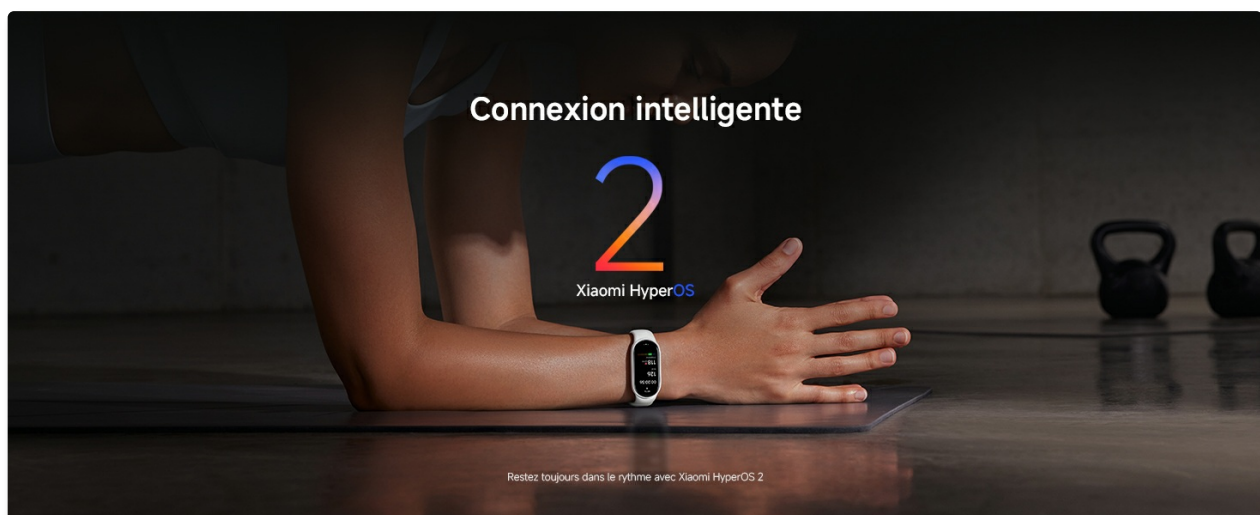 Connexion intelligente
2
Xiaomi HyperOS
Restez toujours dans le rythme avec Xiaomi HyperOS 2